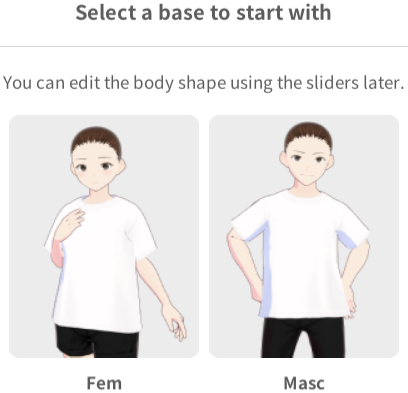 Select a base to start with
You can edit the body shape using the sliders later.
Fem
Masc